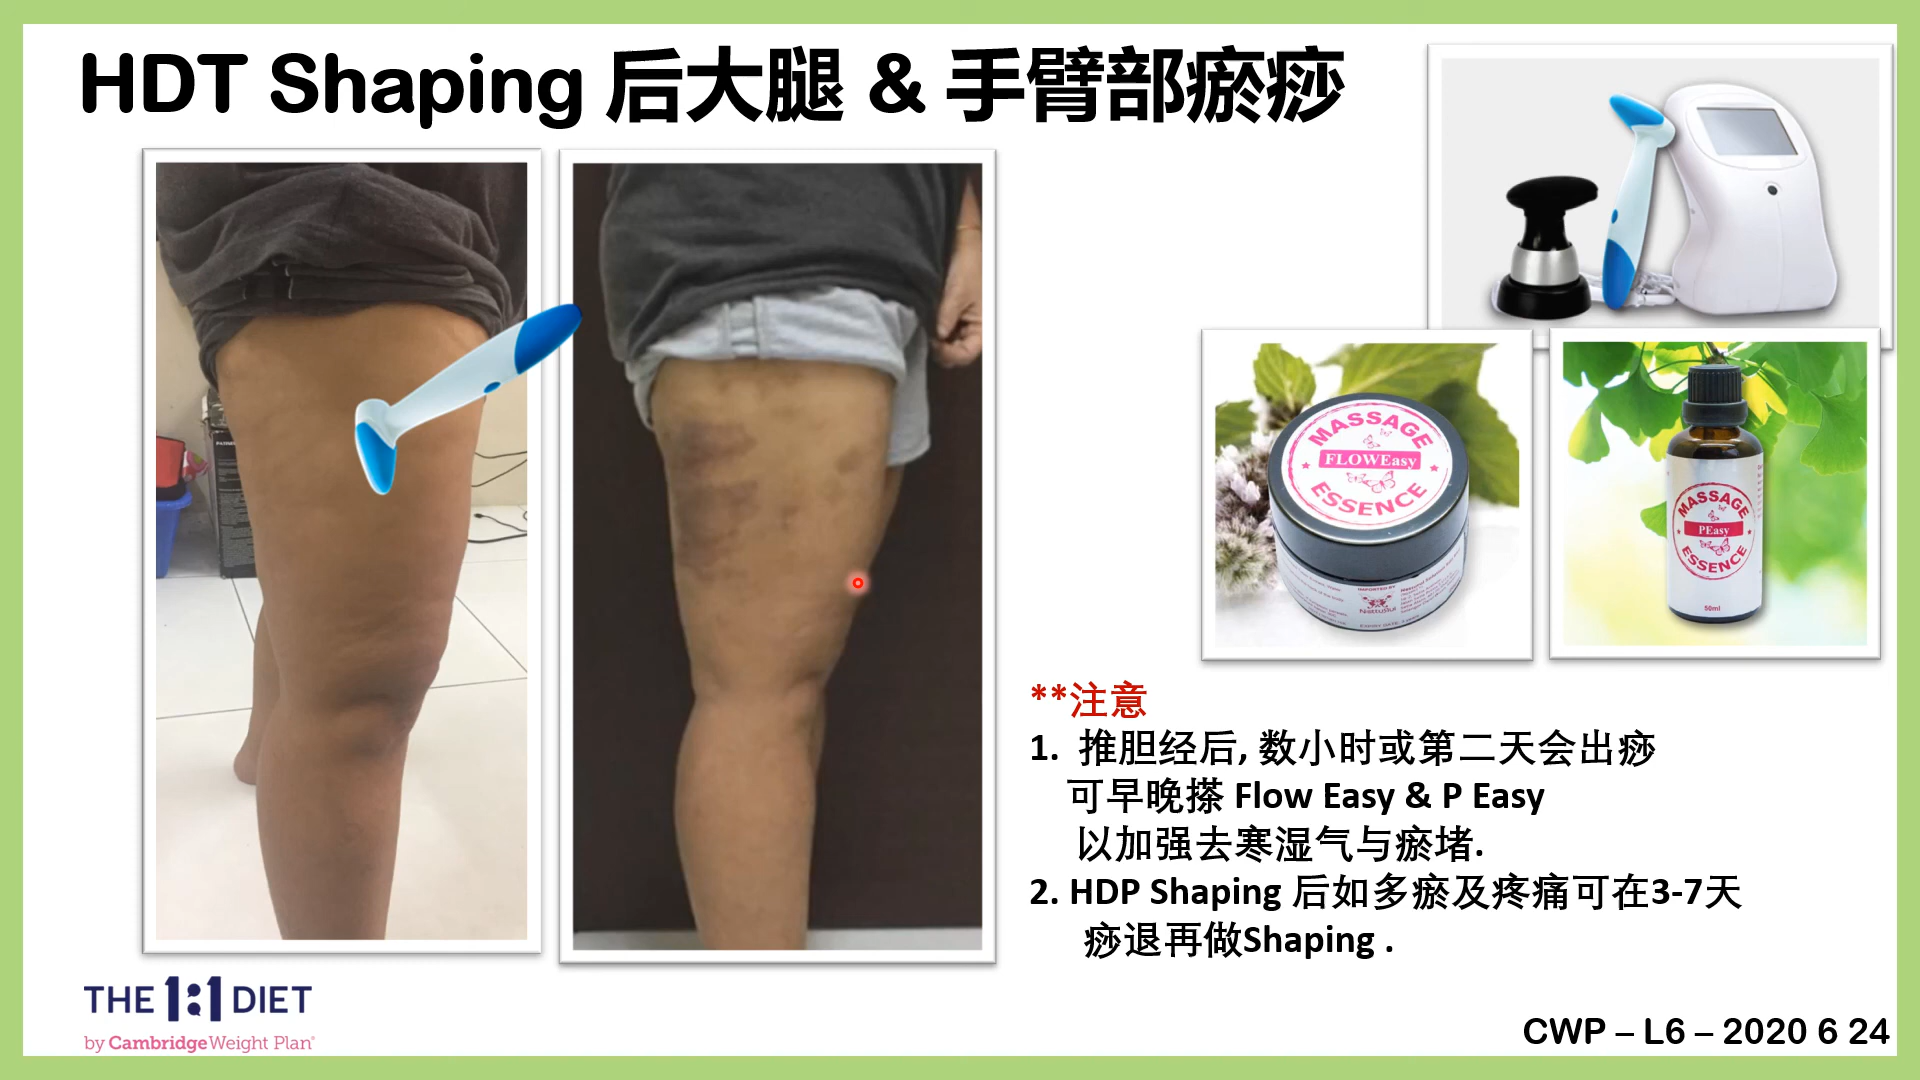 HDT Shaping 后大腿 & 手臂部瘀痧
MASSAGE
FLOWEasy
ESSENCE
MASSAGE
PEasy
ESSENCE
50ml
**注意
1. 推胆经后, 数小时或第二天会出痧
可早晚搽 Flow Easy & P Easy
以加强去寒湿气与瘀堵.
2. HDP Shaping 后如多瘀及疼痛可在3-7天
痧退再做Shaping .
THE 1:1 DIET
by Cambridge Weight Plan®
CWP – L6 – 2020 6 24